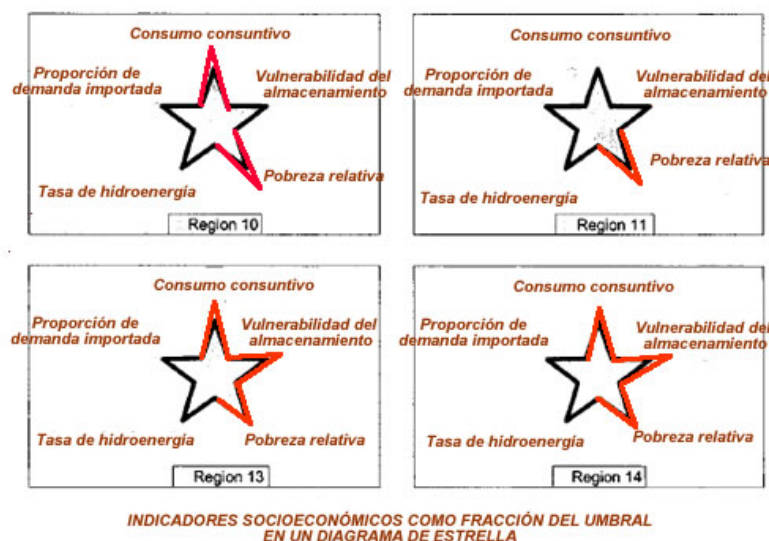 Consumo consuntivo
Proporción de
demanda importada
Vulnerabilidad del
almacenamiento
Tasa de hidroenergía
Pobreza relativa
Region 10
Consumo consuntivo
Proporción de
demanda importada
Vulnerabilidad del
almacenamiento
Pobreza relativa
Tasa de hidroenergía
Region 11
Consumo consuntivo
Proporción de
demanda importada
Vulnerabilidad del
almacenamiento
Tasa de hidroenergía
Pobreza relativa
Region 13
Consumo consuntivo
Proporción de
demanda importada
Vulnerabilidad del
almacenamiento
Tasa de hidroenergía
Pobreza relativa
Region 14
INDICADORES SOCIOECONÓMICOS COMO FRACCIÓN DEL UMBRAL
EN UN DIAGRAMA DE ESTRELLA